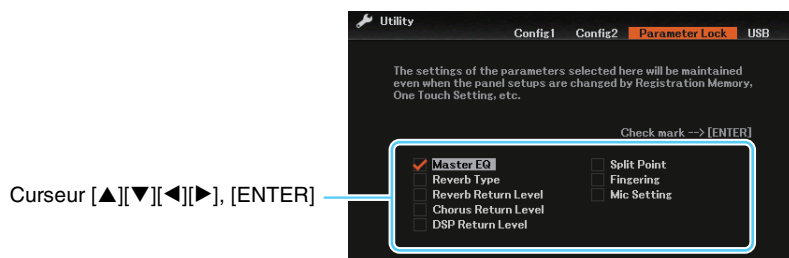 Utility
Config1 Config2 Parameter Lock USB
The settings of the parameters selected here will be maintained
even when the panel setups are changed by Registration Memory,
One Touch Setting, etc.
Check mark --> [ENTER]
Master EQ
Reverb Type
Reverb Return Level
Chorus Return Level
DSP Return Level
Split Point
Fingering
Mic Setting
Curseur [▲][▼][◀][▶], [ENTER]